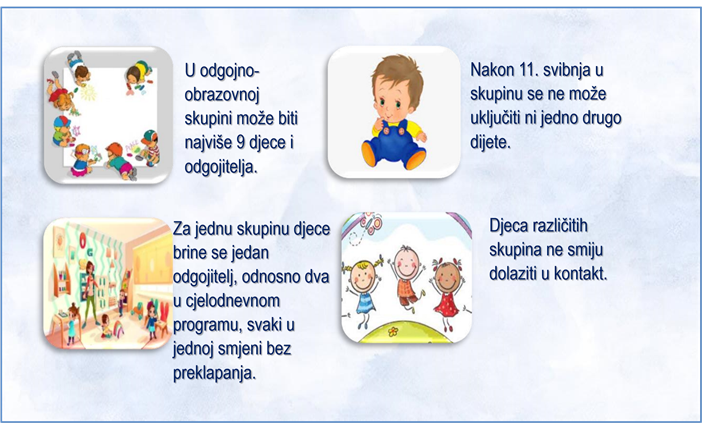 U odgojno-
obrazovnoj
skupini može biti
najviše 9 djece i
odgojitelja.
Nakon 11. svibnja u
skupinu se ne može
uključiti ni jedno drugo
dijete.
Za jednu skupinu djece
brine se jedan
odgojitelj, odnosno dva
u cjelodnevnom
programu, svaki u
jednoj smjeni bez
preklapanja.
Djeca različitih
skupina ne smiju
dolaziti u kontakt.